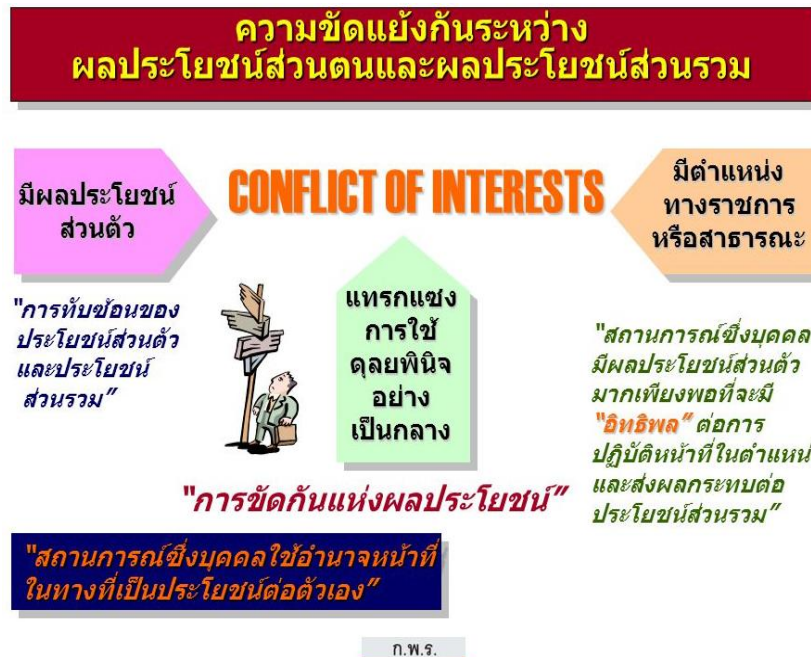 ความขัดแย้งกันระหว่าง
ผลประโยชน์ส่วนตนและผลประโยชน์ส่วนรวม
มีผลประโยชน์
ส่วนตัว
CONFLICT OF INTERESTS
มีตำแหน่ง
ทางราชการ
หรือสาธารณะ
"การทับซ้อนของ
ประโยชน์ส่วนตัว
และประโยชน์
ส่วนรวม"
แทรกแซง
การใช้
ดุลยพินิจ
อย่าง
เป็นกลาง
"สถานการณ์ซึ่งบุคคล
มีผลประโยชน์ส่วนตัว
มากเพียงพอที่จะมี
"อิทธิพล" ต่อการ
ปฏิบัติหน้าที่ในตำแหน่
และส่งผลกระทบต่อ
ประโยชน์ส่วนรวม"
"การขัดกันแห่งผลประโยชน์"
"สถานการณ์ซึ่งบุคคลใช้อำนาจหน้าที่
ในทางที่เป็นประโยชน์ต่อตัวเอง"
ก.พ.ร.